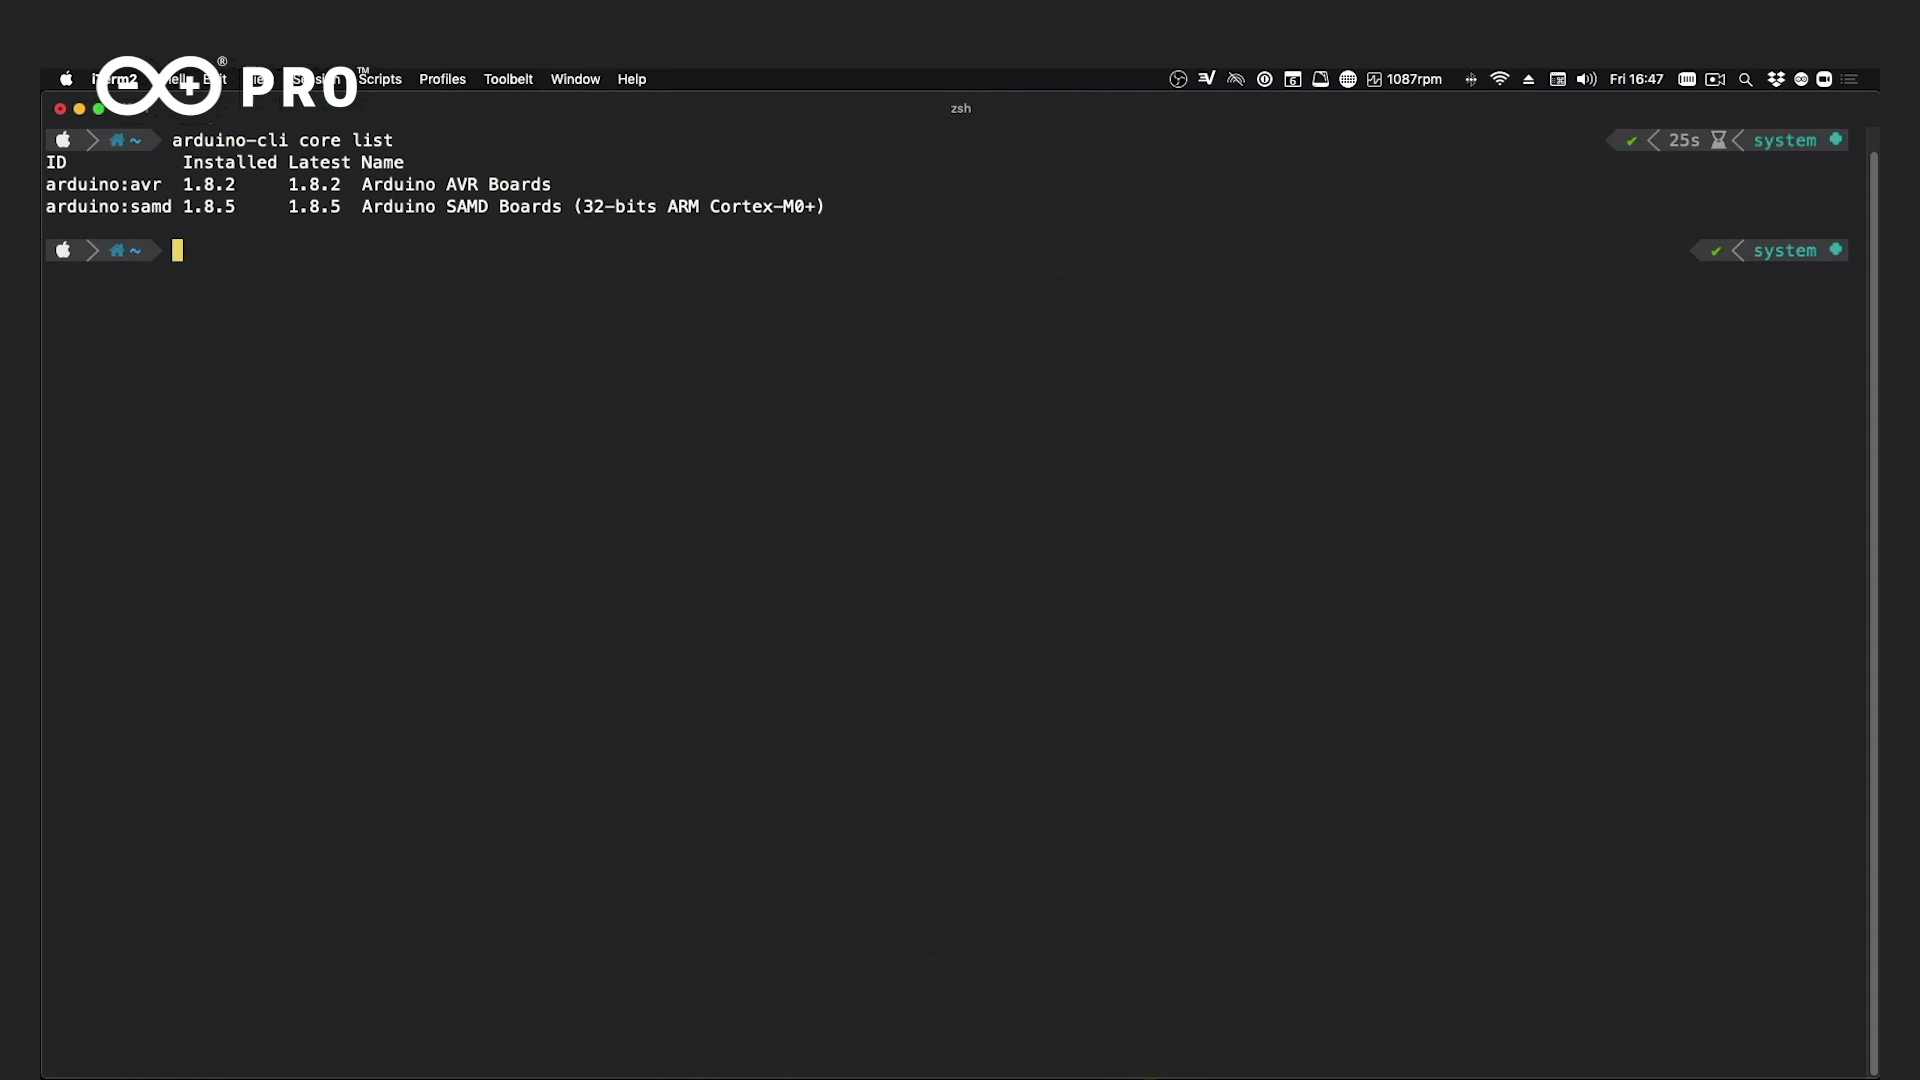 PRO™
®
iTerm2 Scripts Profiles Toolbelt Window Help
1087rpm Fri 16:47
zsh
~ arduino-cli core list
25s system
ID Installed Latest Name
arduino:avr 1.8.2 1.8.2 Arduino AVR Boards
arduino:samd 1.8.5 1.8.5 Arduino SAMD Boards (32-bits ARM Cortex-M0+)
~
system